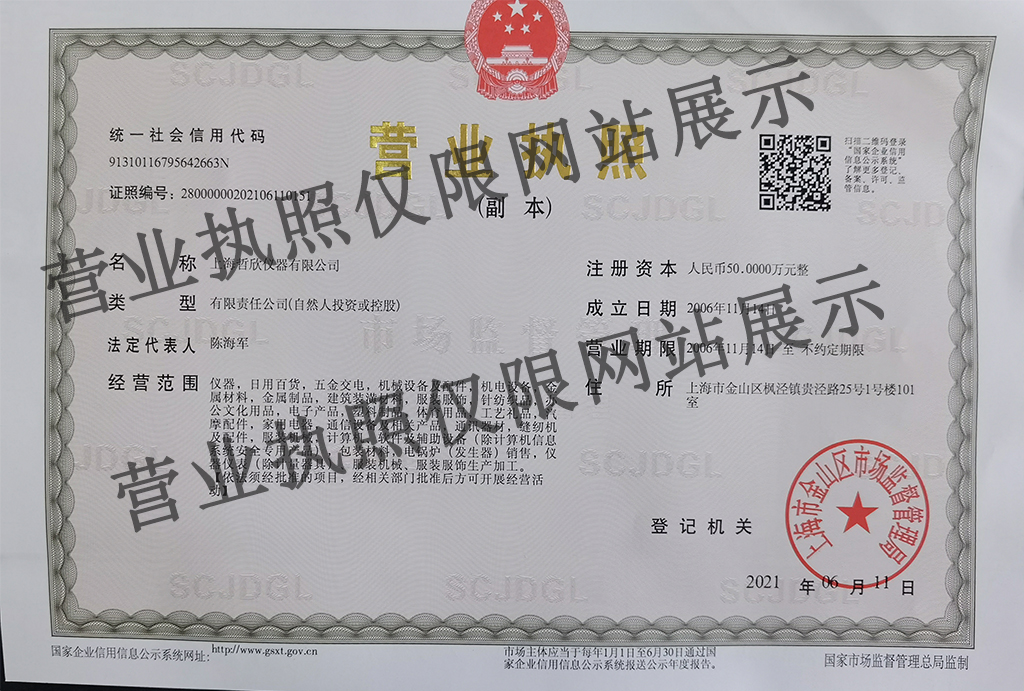 统一社会信用代码
91310116795642663N
证照编号：28000000202106110151
营业执照
(副 本)
扫描二维码登录
“国家企业信用
信息公示系统”
了解更多登记、
备案、许可、监
管信息。
名 称 上海哲欣仪器有限公司
类 型 有限责任公司(自然人投资或控股)
法定代表人 陈海军
经营范围 仪器，日用百货，五金交电，机械设备及配件，机电设备，金
属材料，金属制品，建筑装潢材料，服装服饰，针纺织品，办
公文化用品，电子产品，塑料制品，体育用品，工艺礼品，汽
摩配件，家用电器，通信设备及相关产品，通讯器材，缝纫机
及配件，服装机械，计算机、软件及辅助设备（除计算机信息
系统安全专用产品），包装材料，电锅炉（发生器）销售，仪
器仪表（除计量器具）、服装机械、服装服饰生产加工。
【依法须经批准的项目，经相关部门批准后方可开展经营活
动】
注册资本 人民币50.0000万元整
成立日期 2006年11月14日
营业期限 2006年11月14日 至 不约定期限
住 所 上海市金山区枫泾镇贵泾路25号1号楼101
室
登记机关
上海市金山区市场监督管理局
2021 年 06 月 11 日
国家企业信用信息公示系统网址：http://www.gsxt.gov.cn
市场主体应当于每年1月1日至6月30日通过国
家企业信用信息公示系统报送公示年度报告。
国家市场监督管理总局监制
营业执照仅限网站展示
营业执照仅限网站展示
SCJDGL
SCJDGL
SCJDGL
SCJDGL
SCJDGL
SCJDGL
SCJDGL
市场监督管理
SCJDGL
SCJDGL
SCJDGL
SCJDGL
SCJDGL